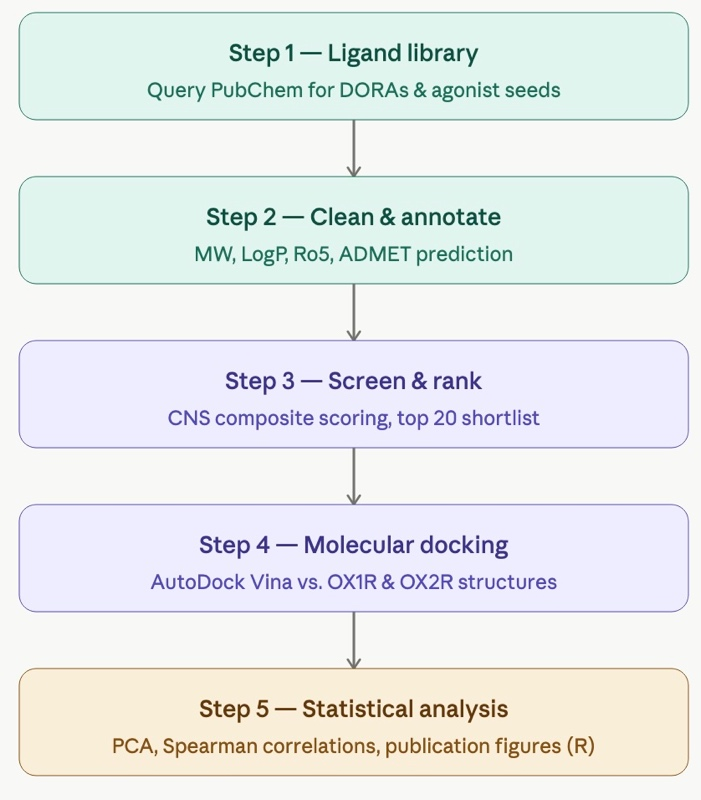 Step 1 — Ligand library
Query PubChem for DORAs & agonist seeds
Step 2 — Clean & annotate
MW, LogP, Ro5, ADMET prediction
Step 3 — Screen & rank
CNS composite scoring, top 20 shortlist
Step 4 — Molecular docking
AutoDock Vina vs. OX1R & OX2R structures
Step 5 — Statistical analysis
PCA, Spearman correlations, publication figures (R)